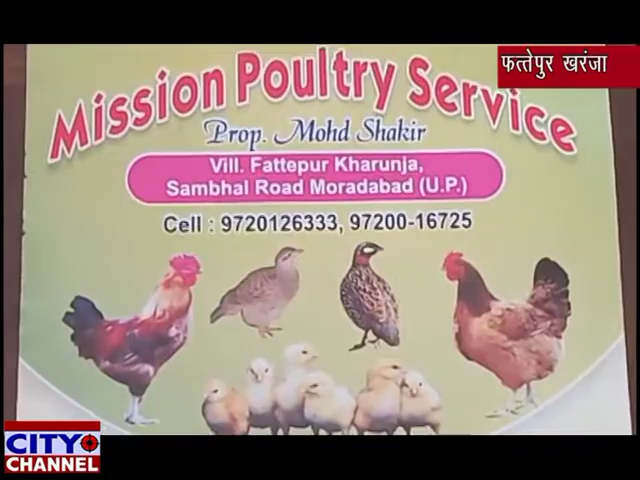 फत्तेपुर खरंजा
Mission Poultry Service
Prop. Mohd Shakir
Vill. Fattepur Kharunja,
Sambhal Road Moradabad (U.P.)
Cell : 9720126333, 97200-16725
CITY
CHANNEL